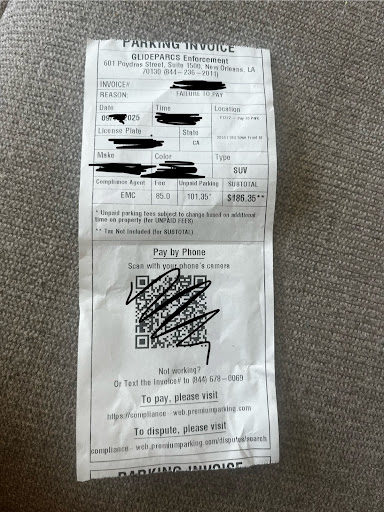 PARKING INVOICE
GLIDEPARCS Enforcement
601 Poydras Street, Suite 1500, New Orleans, LA
70130 (844-236-2011)
INVOICE#:
REASON: FAILURE TO PAY
Date Time Location
2025
License Plate State
CA
Make Color Type
SUV
Compliance Agent Fee Unpaid Parking SUBTOTAL
EMC 85.0 101.35* $186.35**
* Unpaid parking fees subject to change based on additional
time on property (for UNPAID FEES)
** Tax Not Included (for SUBTOTAL)
Pay by Phone
Scan with your phone's camera
Not working?
Or Text the Invoice# to (844) 678-0069
To pay, please visit
https://compliance-web.premiumparking.com
To dispute, please visit
compliance-web.premiumparking.com/disputes/search
PARKING INVOICE